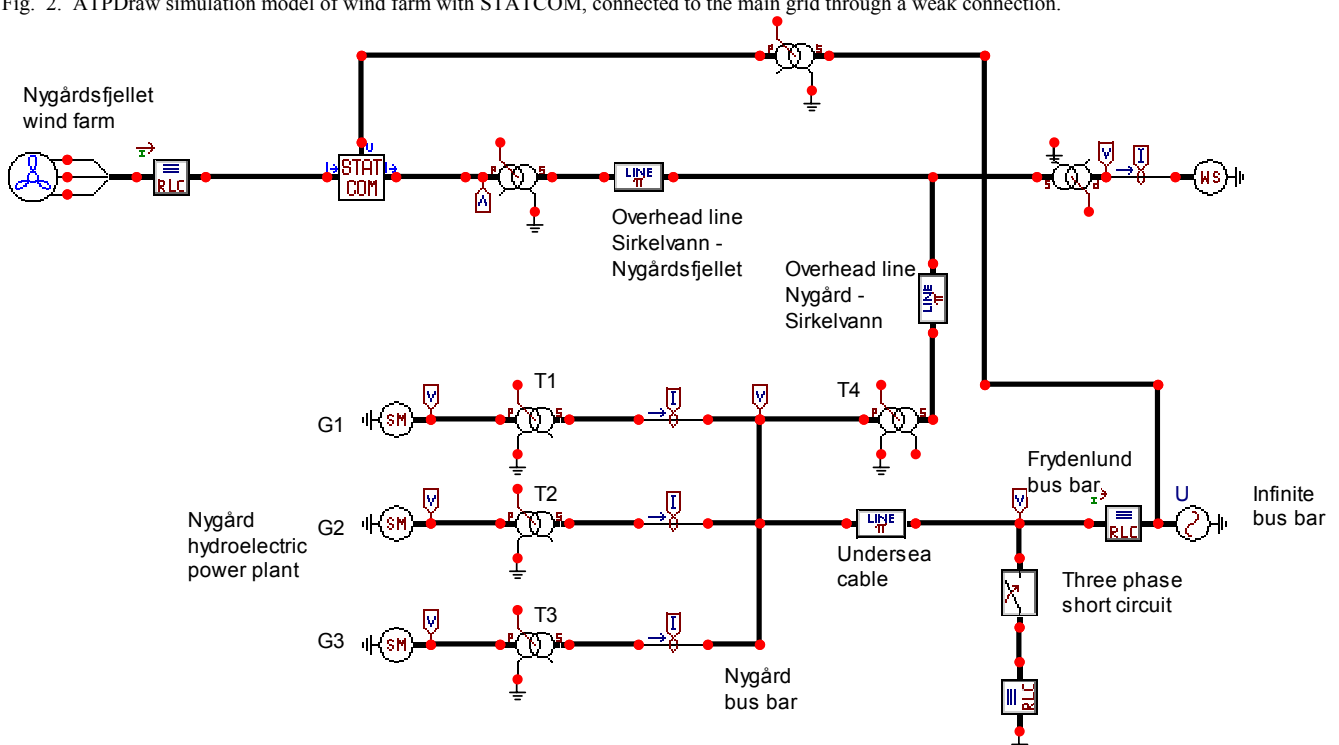 Fig. 2. ATPDraw simulation model of wind farm with STATCOM, connected to the main grid through a weak connection.
P S
Nygårdsfjellet
wind farm
I
RLC
U
I STAT I
COM
A
P S
LINE
π
S P
V
I
WS
Overhead line
Sirkelvann -
Nygårdsfjellet
Overhead line
Nygård -
Sirkelvann
LINE
π
G1
SM
V
T1
P S
I
V
T4
P S
Nygård
hydroelectric
power plant
G2
SM
V
T2
P S
I
LINE
π
Undersea
cable
Frydenlund
bus bar
V
I
RLC
U
Infinite
bus bar
Three phase
short circuit
RLC
G3
SM
V
T3
P S
I
Nygård
bus bar